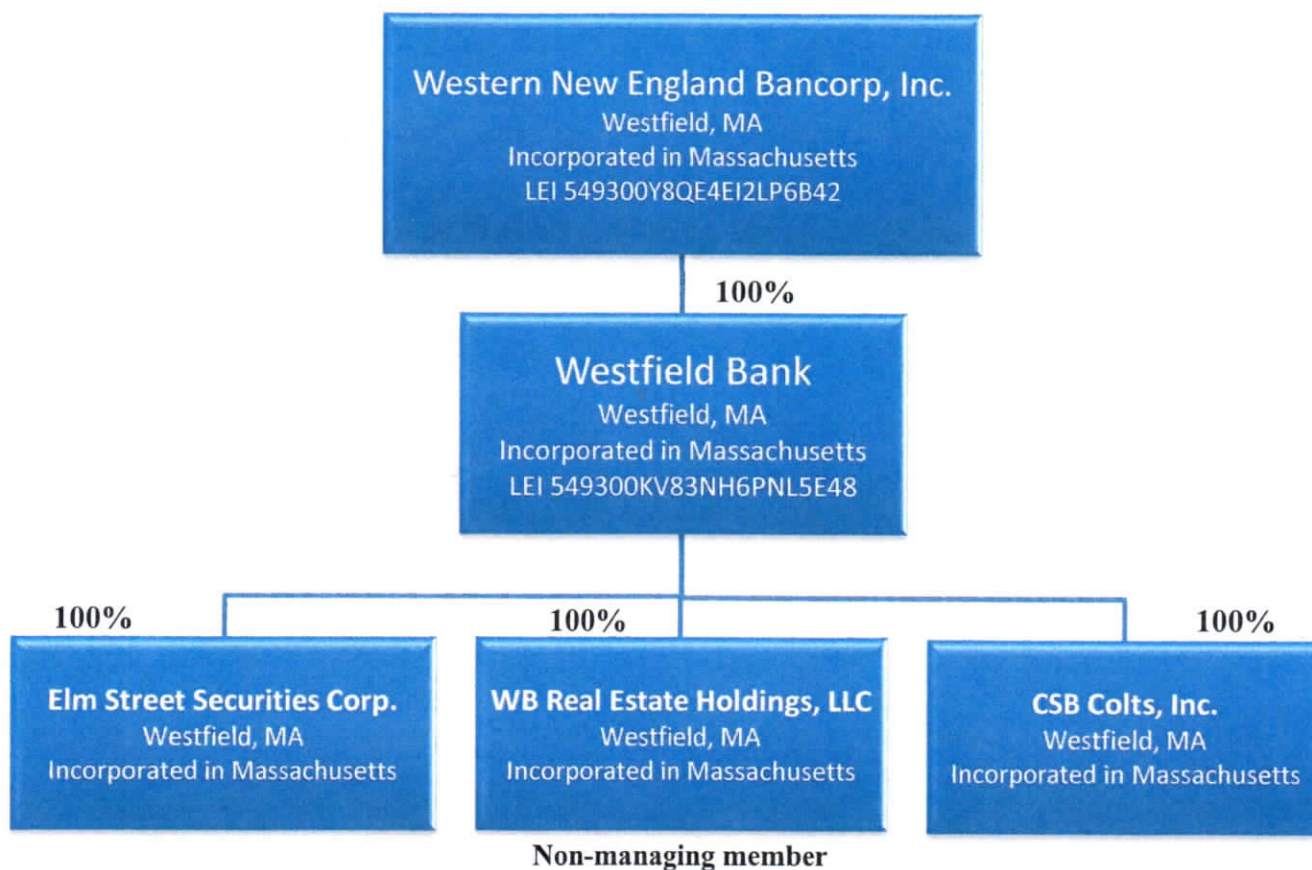 Western New England Bancorp, Inc.
Westfield, MA
Incorporated in Massachusetts
LEI 549300Y8QE4EI2LP6B42
100%
Westfield Bank
Westfield, MA
Incorporated in Massachusetts
LEI 549300KV83NH6PNL5E48
100%
100%
100%
Elm Street Securities Corp.
Westfield, MA
Incorporated in Massachusetts
WB Real Estate Holdings, LLC
Westfield, MA
Incorporated in Massachusetts
CSB Colts, Inc.
Westfield, MA
Incorporated in Massachusetts
Non-managing member